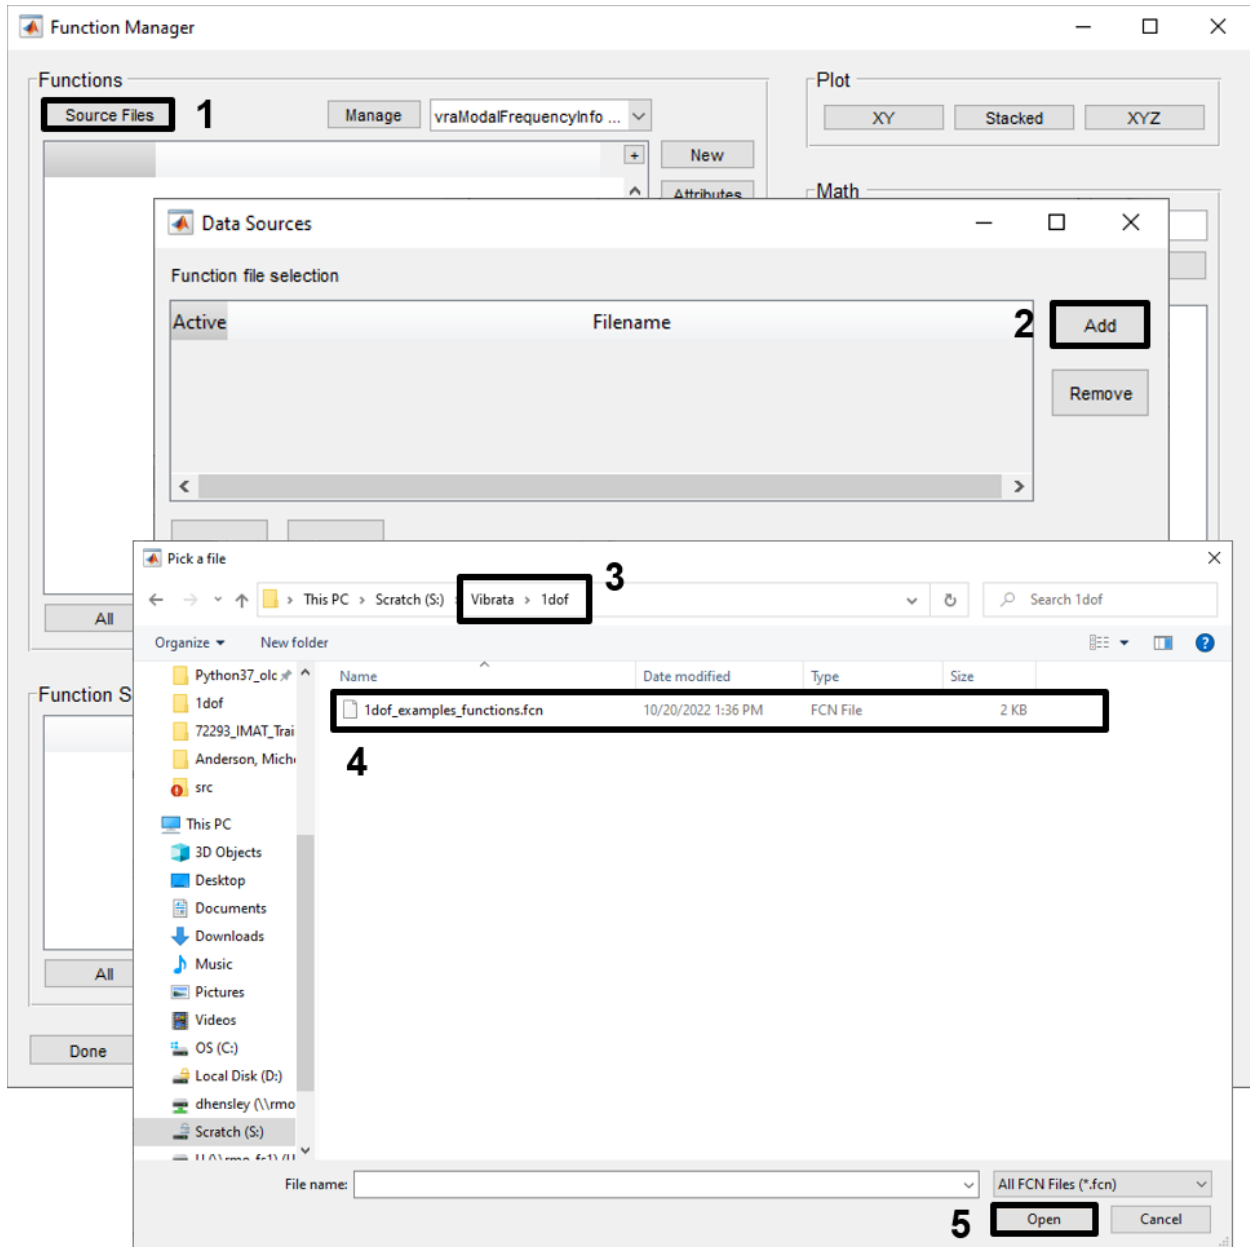 Function Manager
Functions
Plot
Source Files 1 Manage vraModalFrequencyInfo ...
XY Stacked XYZ
+ New
Attributes
Math
Data Sources
Function file selection
Active Filename 2 Add
Remove
Pick a file
3
This PC > Scratch (S:) > Vibrata > 1dof
Search 1dof
All
Organize New folder
Name Date modified Type Size
Python37_olc
Function S
1dof 1dof_examples_functions.fcn 10/20/2022 1:36 PM FCN File 2 KB
72293_IMAT_Trai
4
Anderson, Mich
src
This PC
3D Objects
Desktop
Documents
Downloads
Music
All
Pictures
Videos
OS (C:)
Done
Local Disk (D:)
dhensley (\\rmo
Scratch (S:)
File name: All FCN Files (*.fcn)
5 Open Cancel